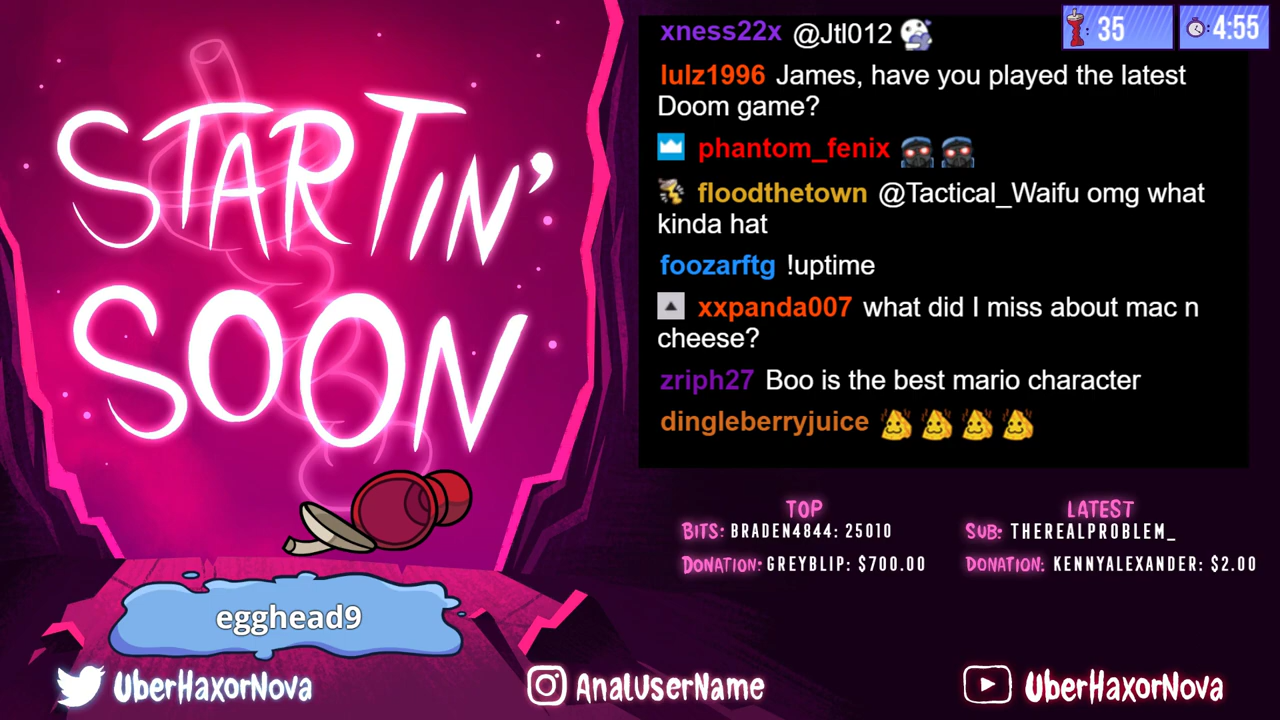 STARTIN'
SOON
egghead9
xness22x @Jtl012
lulz1996 James, have you played the latest
Doom game?
phantom_fenix
floodthetown @Tactical_Waifu omg what
kinda hat
foozarftg !uptime
xxpanda007 what did I miss about mac n
cheese?
zriph27 Boo is the best mario character
dingleberryjuice
: 35
: 4:55
TOP
BITS: BRADEN4844: 25010
DONATION: GREYBLIP: $700.00
LATEST
SUB: THEREALPROBLEM_
DONATION: KENNYALEXANDER: $2.00
UberHaxorNova
AnalUserName
UberHaxorNova